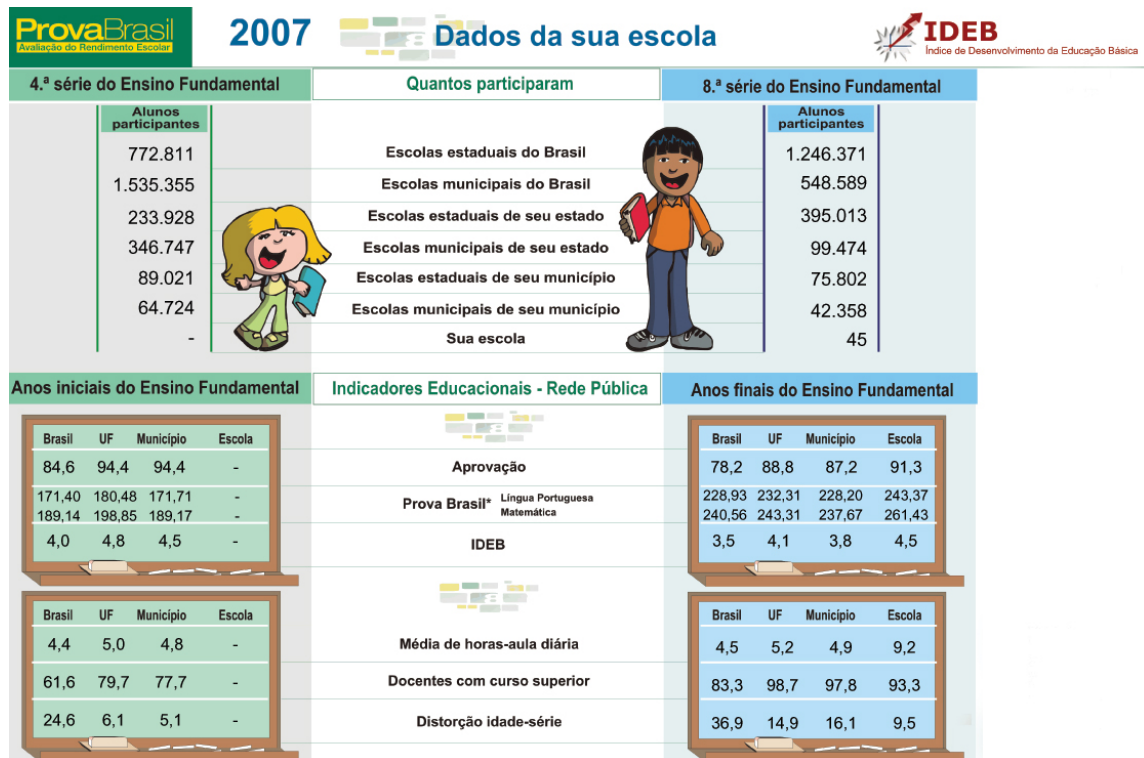 ProvaBrasil
Avaliação do Rendimento Escolar
2007
Dados da sua escola
IDEB
Índice de Desenvolvimento da Educação Básica
4.ª série do Ensino Fundamental
Quantos participaram
8.ª série do Ensino Fundamental
Alunos participantes
Alunos participantes
772.811 Escolas estaduais do Brasil 1.246.371
1.535.355 Escolas municipais do Brasil 548.589
233.928 Escolas estaduais de seu estado 395.013
346.747 Escolas municipais de seu estado 99.474
89.021 Escolas estaduais de seu município 75.802
64.724 Escolas municipais de seu município 42.358
- Sua escola 45
Anos iniciais do Ensino Fundamental
Indicadores Educacionais - Rede Pública
Anos finais do Ensino Fundamental
Brasil UF Município Escola Brasil UF Município Escola
84,6 94,4 94,4 - Aprovação 78,2 88,8 87,2 91,3
171,40 180,48 171,71 - Prova Brasil* Língua Portuguesa 228,93 232,31 228,20 243,37
189,14 198,85 189,17 - Matemática 240,56 243,31 237,67 261,43
4,0 4,8 4,5 - IDEB 3,5 4,1 3,8 4,5
Brasil UF Município Escola Brasil UF Município Escola
4,4 5,0 4,8 - Média de horas-aula diária 4,5 5,2 4,9 9,2
61,6 79,7 77,7 - Docentes com curso superior 83,3 98,7 97,8 93,3
24,6 6,1 5,1 - Distorção idade-série 36,9 14,9 16,1 9,5